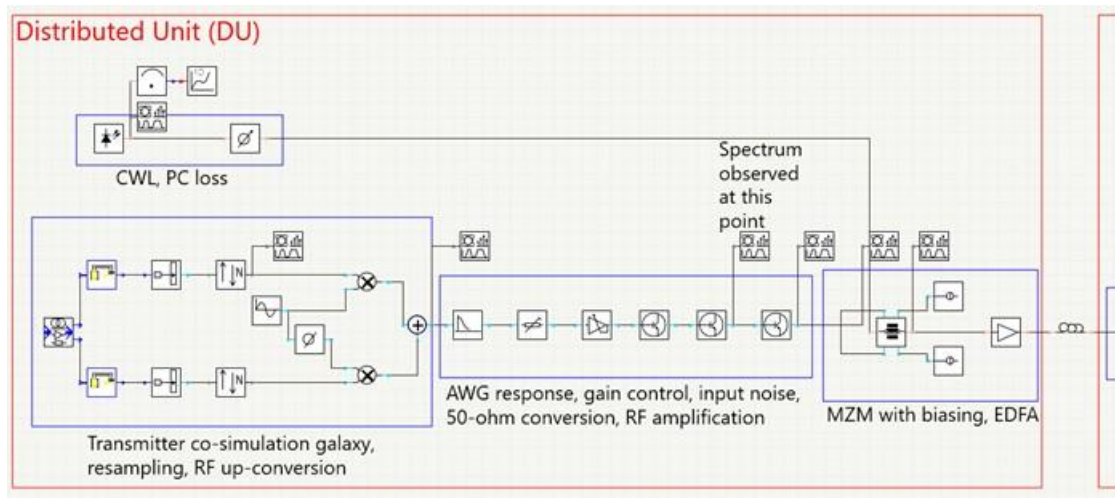 Distributed Unit (DU)
CWL, PC loss
Spectrum
observed
at this
point
N
N
AWG response, gain control, input noise,
50-ohm conversion, RF amplification
MZM with biasing, EDFA
Transmitter co-simulation galaxy,
resampling, RF up-conversion